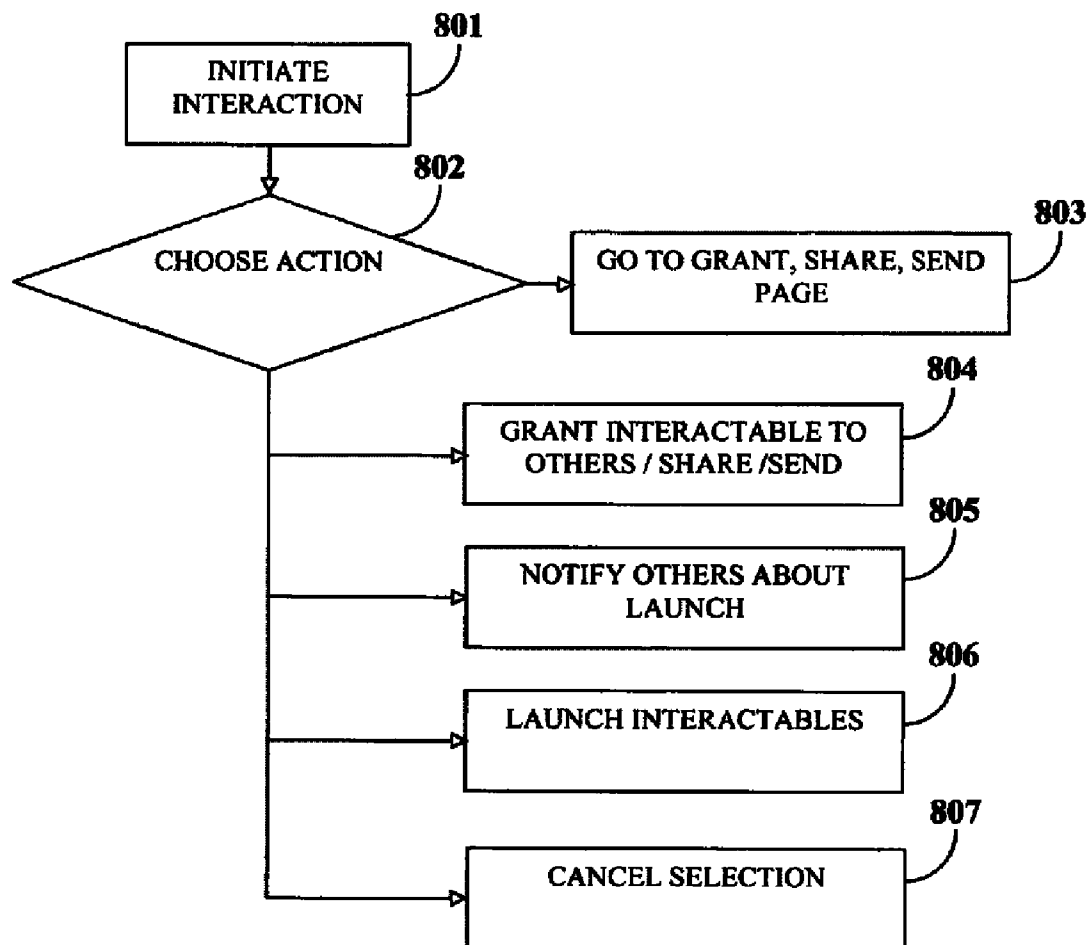 801
INITIATE
INTERACTION
802
CHOOSE ACTION
803
GO TO GRANT, SHARE, SEND
PAGE
804
GRANT INTERACTABLE TO
OTHERS / SHARE /SEND
805
NOTIFY OTHERS ABOUT
LAUNCH
806
LAUNCH INTERACTABLES
807
CANCEL SELECTION